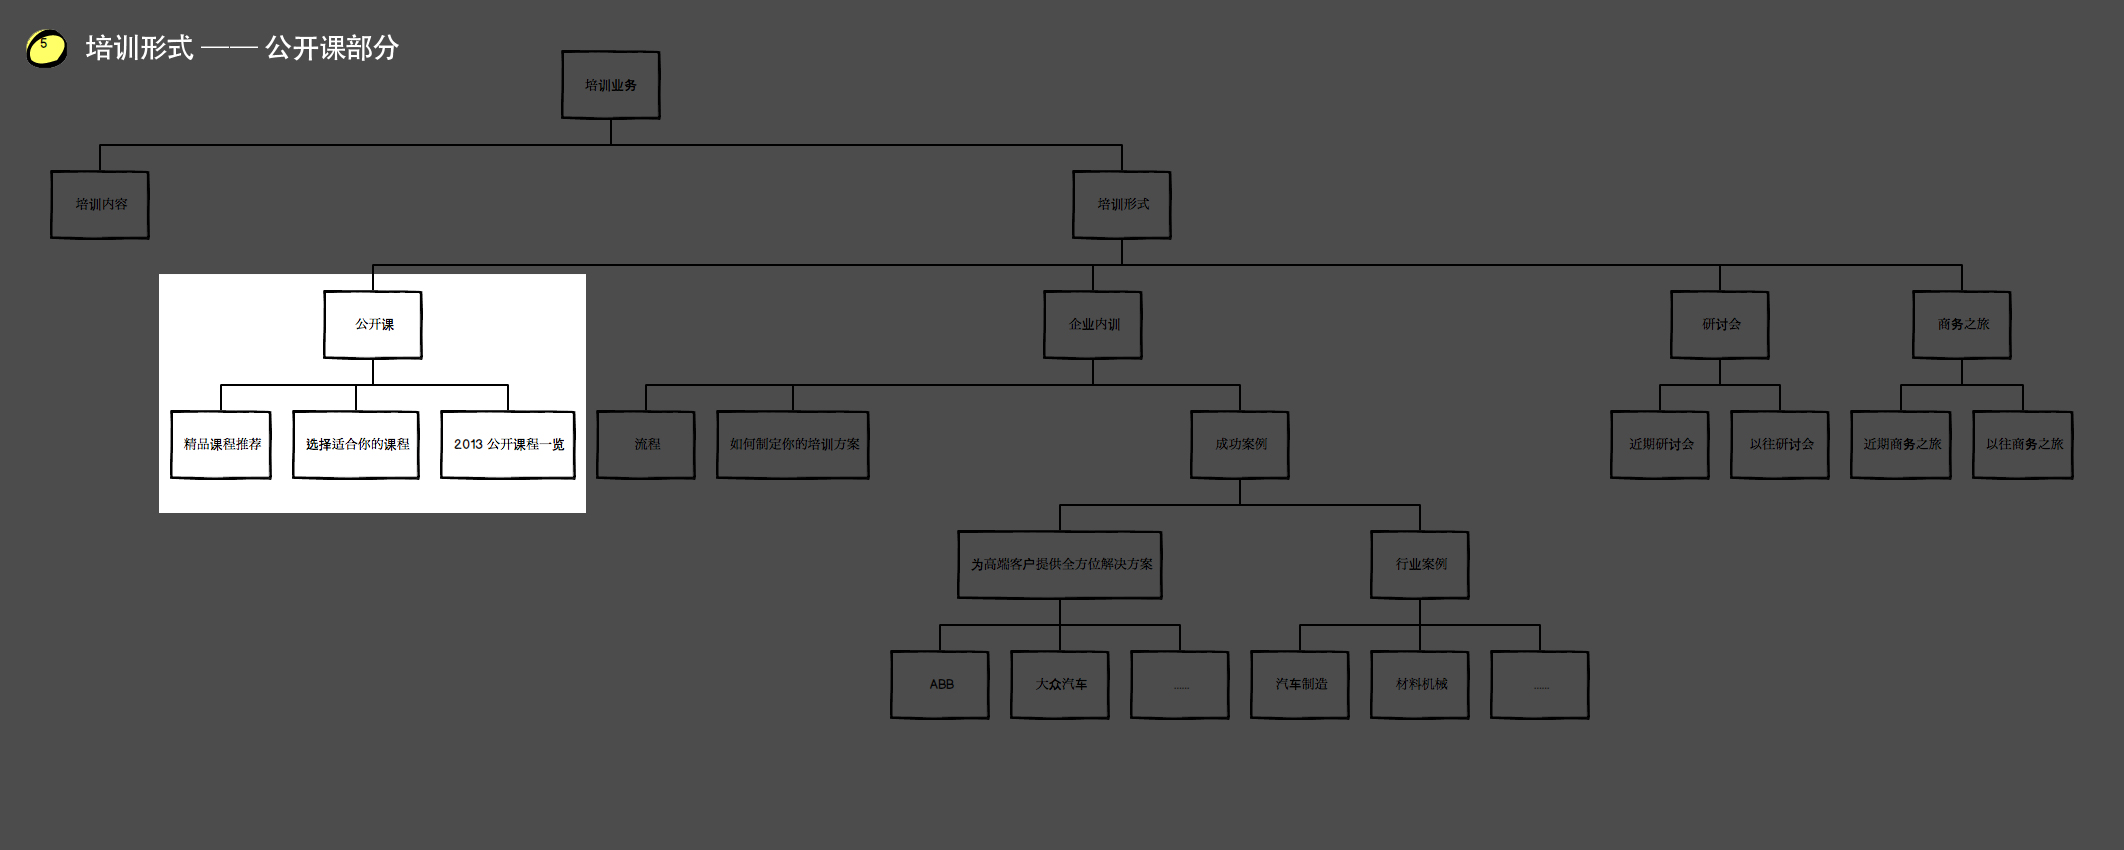 5
培训形式 —— 公开课部分
培训业务
培训内容
培训形式
公开课
企业内训
研讨会
商务之旅
精品课程推荐
选择适合你的课程
2013 公开课程一览
流程
如何制定你的培训方案
成功案例
近期研讨会
以往研讨会
近期商务之旅
以往商务之旅
为高端客户提供全方位解决方案
行业案例
ABB
大众汽车
……
汽车制造
材料机械
……